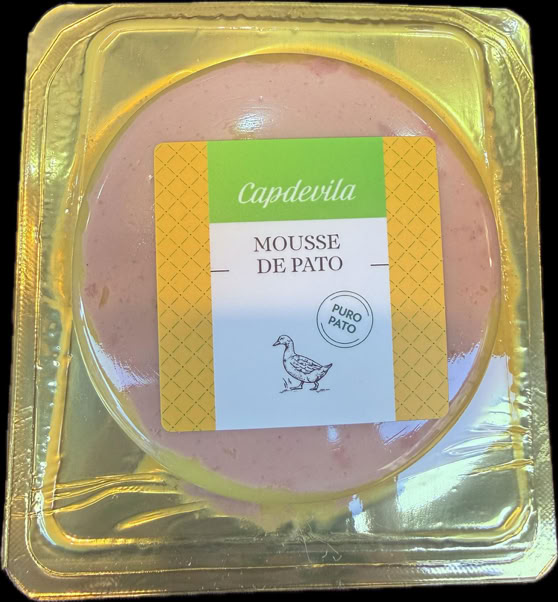 Capdevila
MOUSSE
DE PATO
PURO
PATO